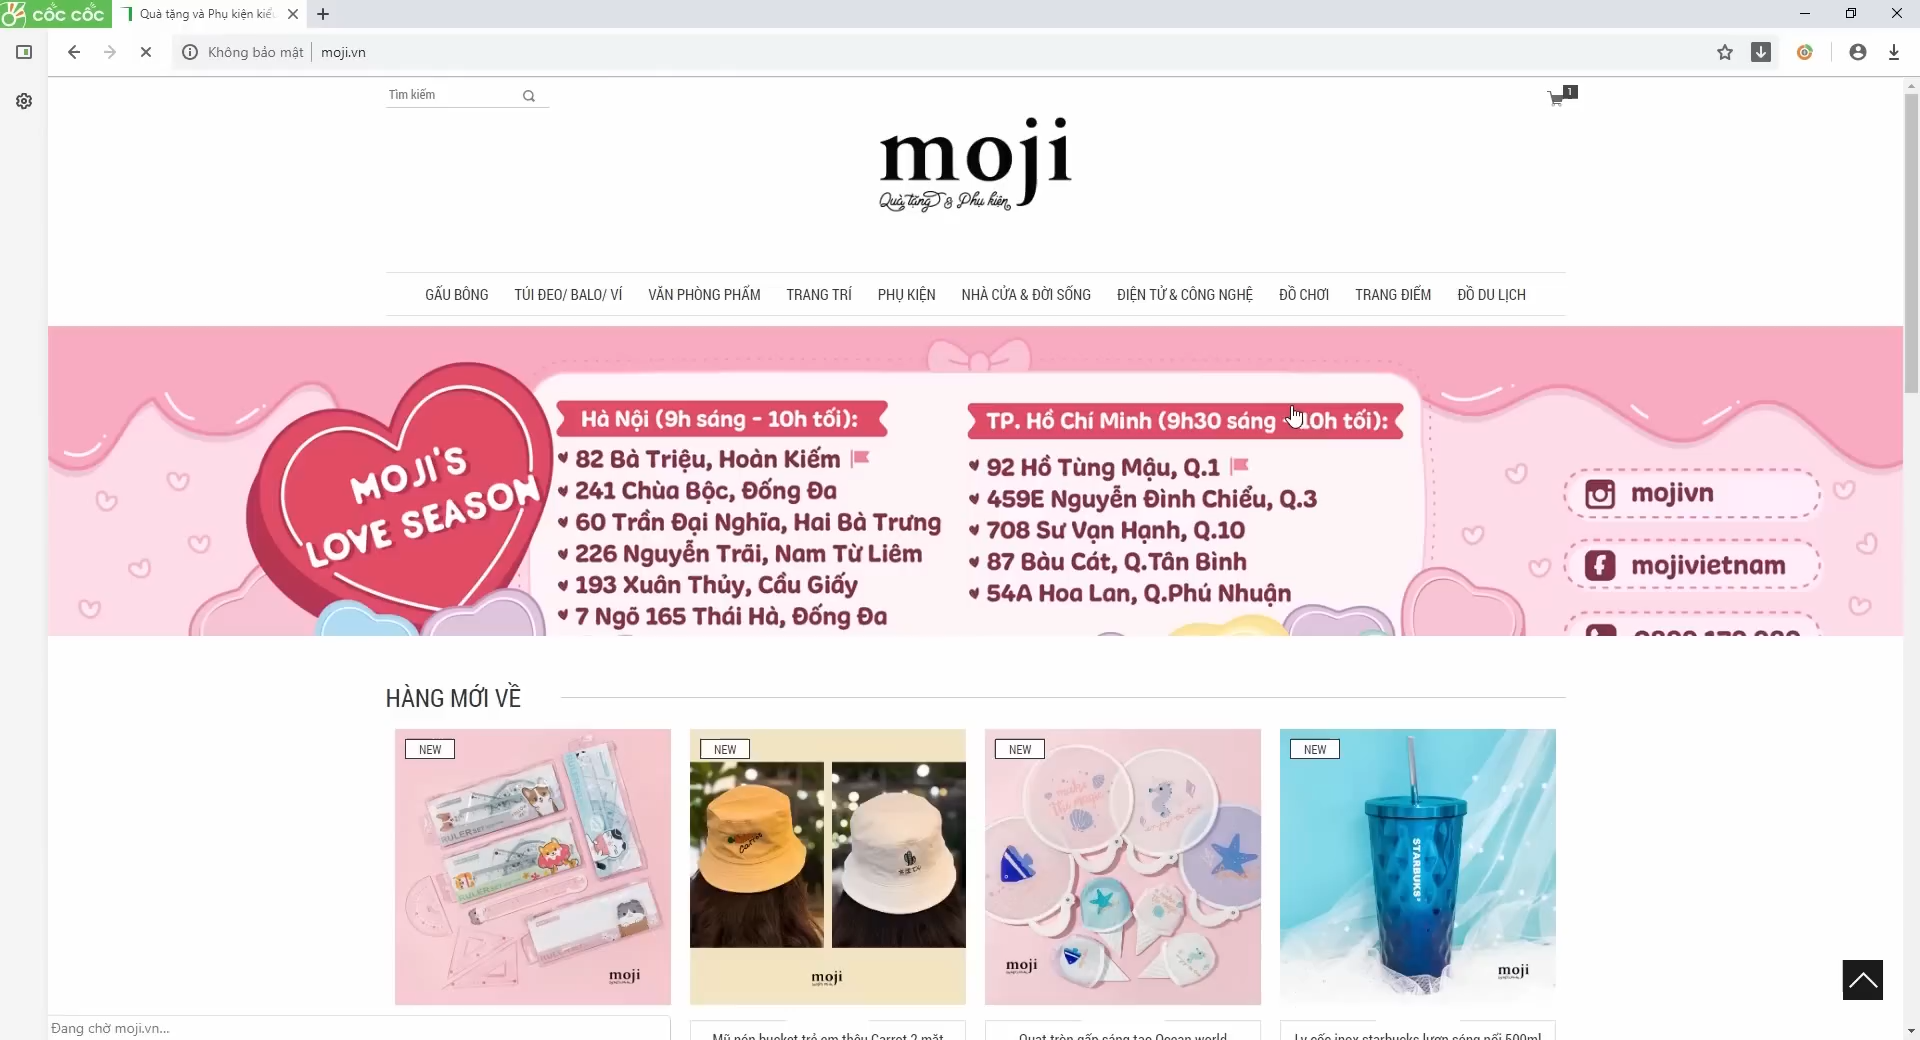 cốc cốc
Quà tặng và Phụ kiện kiể
Không bảo mật
moji.vn
Tìm kiếm
1
moji
Quà tặng & Phụ kiện
GẤU BÔNG
TÚI ĐEO/ BALO/ VÍ
VĂN PHÒNG PHẨM
TRANG TRÍ
PHỤ KIỆN
NHÀ CỬA & ĐỜI SỐNG
ĐIỆN TỬ & CÔNG NGHỆ
ĐỒ CHƠI
TRANG ĐIỂM
ĐỒ DU LỊCH
MOJI'S
LOVE SEASON
Hà Nội (9h sáng - 10h tối):
82 Bà Triệu, Hoàn Kiếm
241 Chùa Bộc, Đống Đa
60 Trần Đại Nghĩa, Hai Bà Trưng
226 Nguyễn Trãi, Nam Từ Liêm
193 Xuân Thủy, Cầu Giấy
7 Ngõ 165 Thái Hà, Đống Đa
TP. Hồ Chí Minh (9h30 sáng - 10h tối):
92 Hồ Tùng Mậu, Q.1
459E Nguyễn Đình Chiểu, Q.3
708 Sư Vạn Hạnh, Q.10
87 Bàu Cát, Q.Tân Bình
54A Hoa Lan, Q.Phú Nhuận
mojivn
mojivietnam
HÀNG MỚI VỀ
NEW
RULER SET
RULER SET
moji
NEW
Carrot
moji
NEW
make
the magic
moji
NEW
STARBUCKS
moji
Mũ nón bucket trẻ em thêu Carrot 2 mặt
Quạt tròn gấp sáng tạo Ocean world
Ly cốc inox starbucks lượn sóng nổi 500ml
Đang chờ moji.vn...